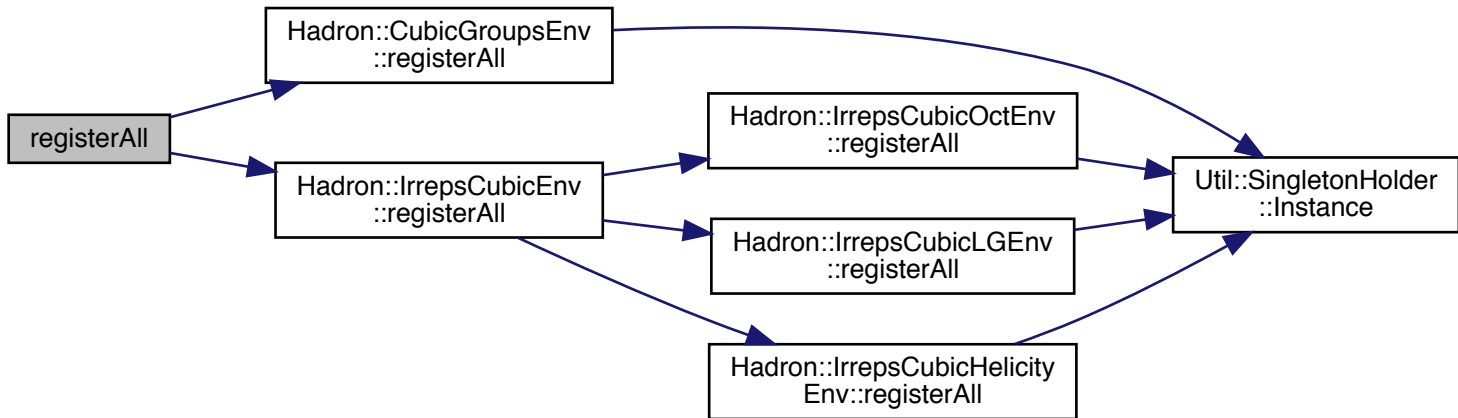 registerAll
Hadron::CubicGroupsEnv
::registerAll
Hadron::IrrepsCubicEnv
::registerAll
Hadron::IrrepsCubicOctEnv
::registerAll
Hadron::IrrepsCubicLGEnv
::registerAll
Hadron::IrrepsCubicHelicity
Env::registerAll
Util::SingletonHolder
::Instance